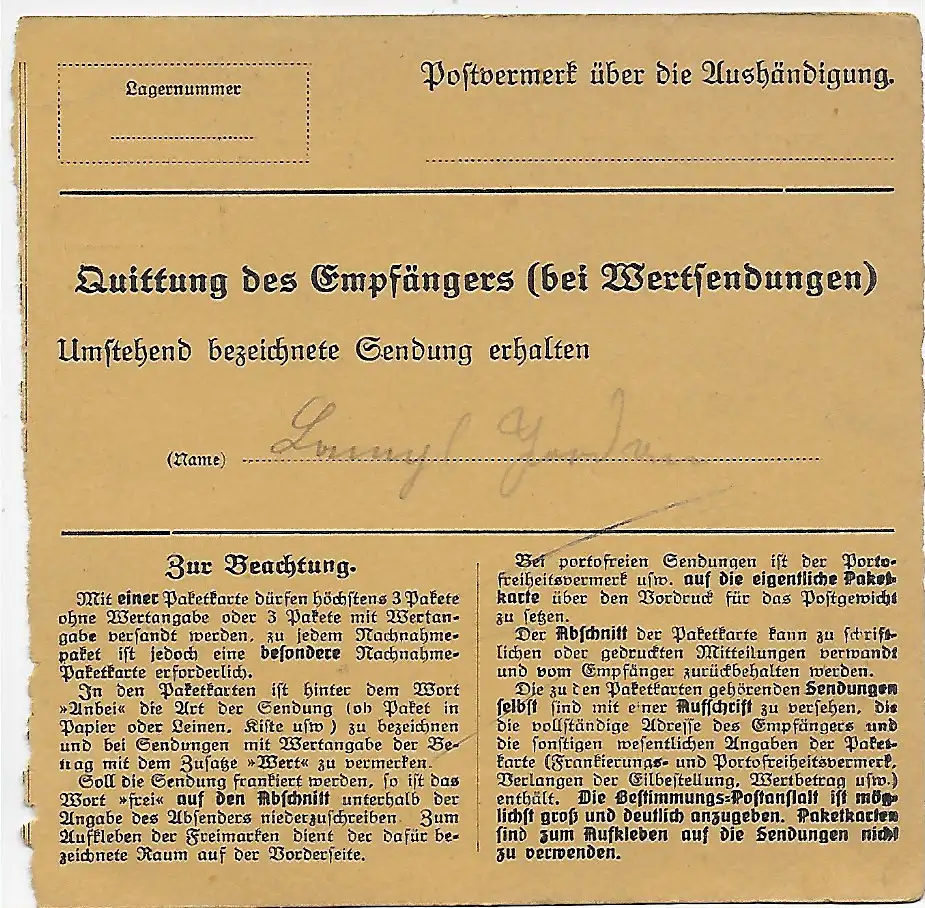 Lagernummer
Postvermerk über die Aushändigung.
Quittung des Empfängers (bei Wertsendungen)
Umstehend bezeichnete Sendung erhalten
(Name)
Zur Beachtung.
Mit einer Paketkarte dürfen höchstens 3 Pakete
ohne Wertangabe oder 3 Pakete mit Wertan-
gabe versandt werden, zu jedem Nachnahme-
paket ist jedoch eine besondere Nachnahme-
Paketkarte erforderlich.
In den Paketkarten ist hinter dem Wort
»Anbei« die Art der Sendung (ob Paket in
Papier oder Leinen, Kiste usw) zu bezeichnen
und bei Sendungen mit Wertangabe der Be-
trag mit dem Zusatze »Wert« zu vermerken.
Soll die Sendung frankiert werden, so ist das
Wort »frei« auf den Abschnitt unterhalb der
Angabe des Absenders niederzuschreiben. Zum
Aufkleben der Freimarken dient der dafür be-
zeichnete Raum auf der Vorderseite.
Bei portofreien Sendungen ist der Porto-
freiheitsvermerk usw. auf die eigentliche Paket-
karte über den Vordruck für das Postgewicht
zu setzen.
Der Abschnitt der Paketkarte kann zu schrift-
lichen oder gedruckten Mitteilungen verwandt
und vom Empfänger zurückbehalten werden.
Die zu den Paketkarten gehörenden Sendungen
selbst sind mit einer Aufschrift zu versehen, die
die vollständige Adresse des Empfängers und
die sonstigen wesentlichen Angaben der Paket-
karte (Frankierungs- und Portofreiheitsvermerk,
Verlangen der Eilbestellung, Wertbetrag usw.)
enthält. Die Bestimmungs-Postanstalt ist mög-
lichst groß und deutlich anzugeben. Paketkarten
sind zum Aufkleben auf die Sendungen nicht
zu verwenden.